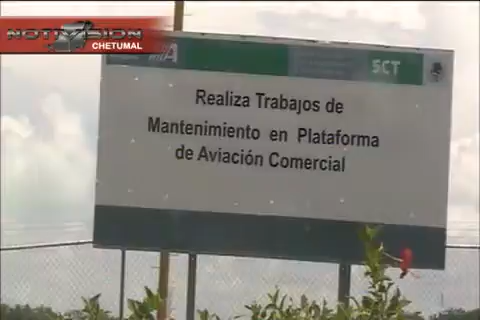 NOTIVISION
CHETUMAL
SCT
Realiza Trabajos de
Mantenimiento en Plataforma
de Aviación Comercial